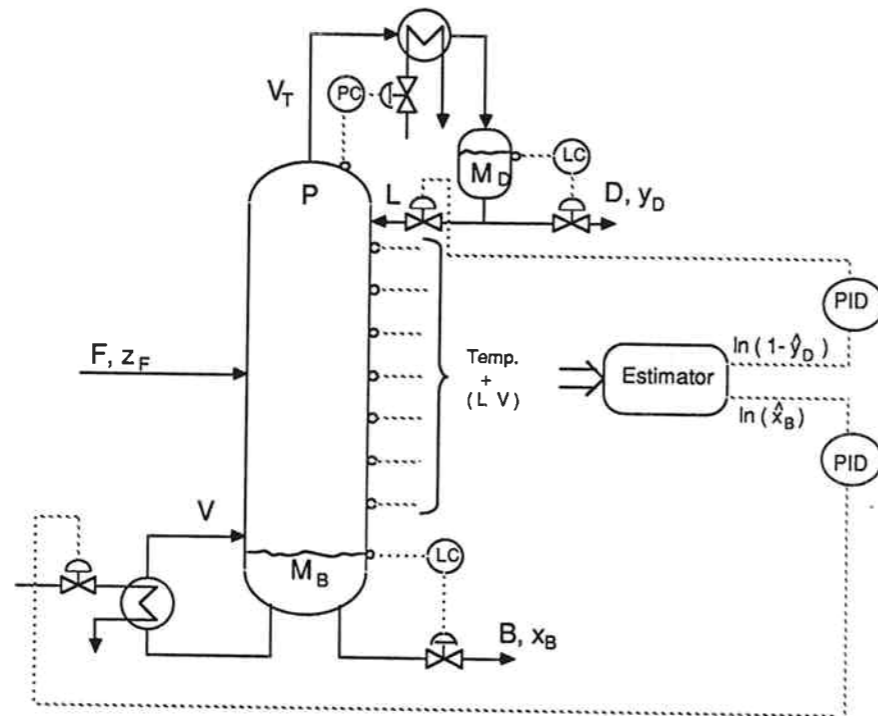 V_T
PC
LC
M_D
P
L
D, y_D
PID
F, z_F
Temp.
+
(L V)
Estimator
ln(1-ŷ_D)
ln(x̂_B)
PID
V
LC
M_B
B, x_B